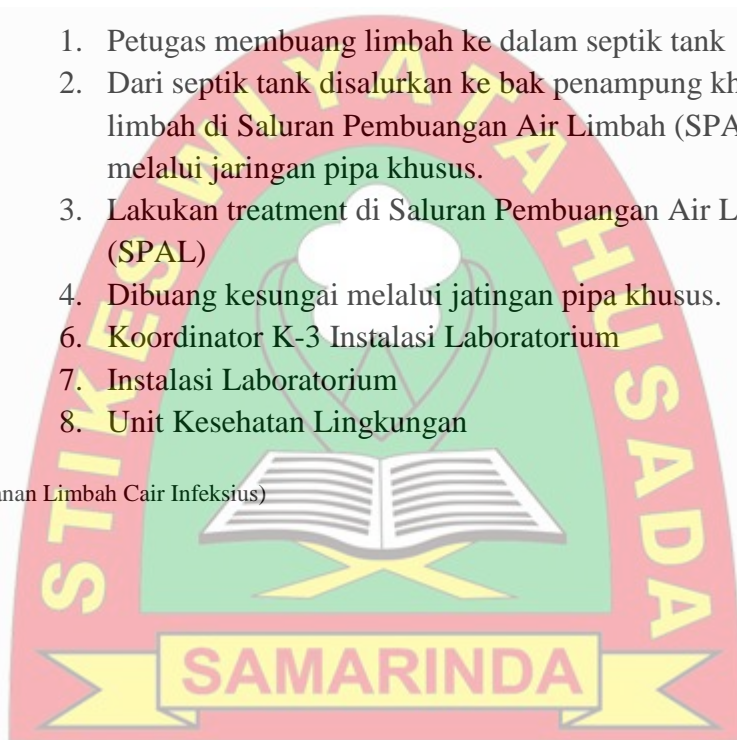 1. Petugas membuang limbah ke dalam septik tank
2. Dari septik tank disalurkan ke bak penampung
limbah di Saluran Pembuangan Air Limbah
melalui jaringan pipa khusus.
3. Lakukan treatment di Saluran Pembuangan Air
(SPAL)
4. Dibuang kesungai melalui jatingan pipa khusus.
6. Koordinator K-3 Instalasi Laboratorium
7. Instalasi Laboratorium
8. Unit Kesehatan Lingkungan
Limbah Cair Infeksius)
STIKES WIYATA HUSADA
SAMARINDA